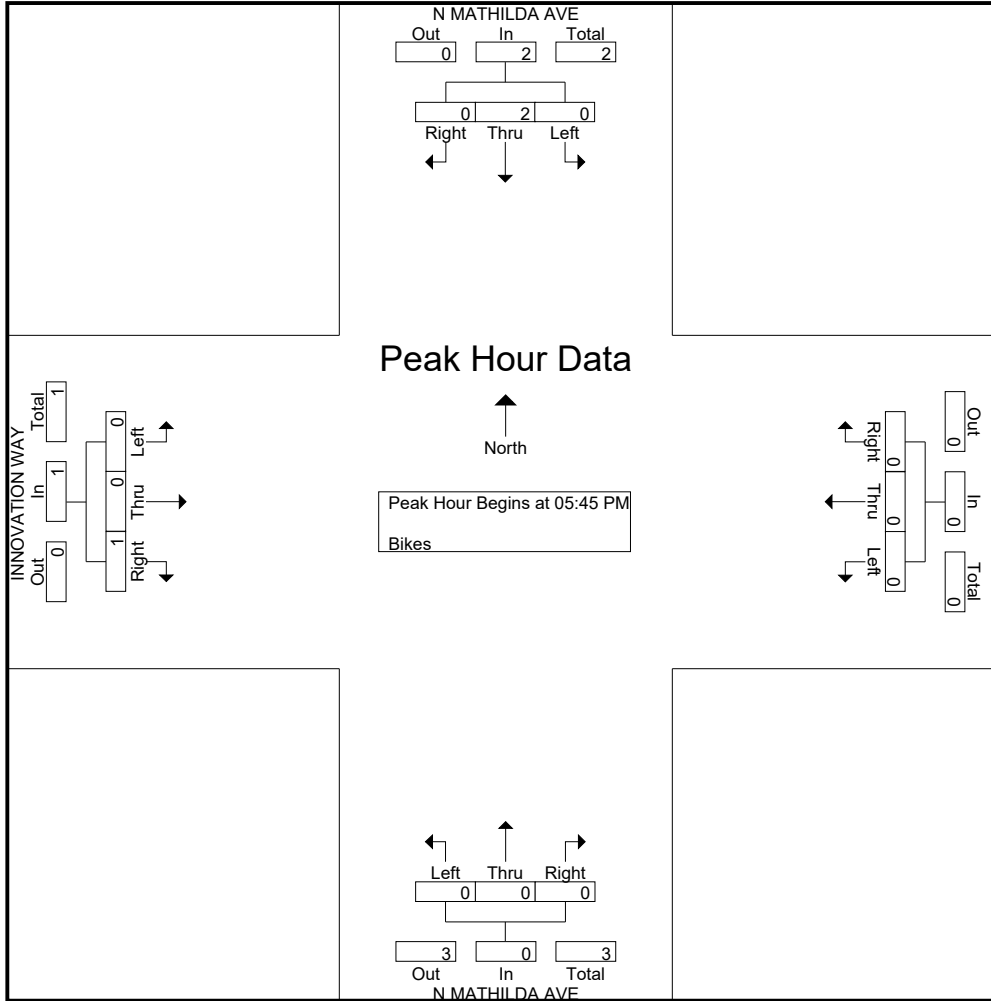 N MATHILDA AVE
Out In Total
0 2 2
0 2 0
Right Thru Left
Peak Hour Data
North
Peak Hour Begins at 05:45 PM
Bikes
INNOVATION WAY
Total In Out
1 1 0
0 0 1
Left Thru Right
Out In Total
0 0 0
Right Thru Left
0 0 0
Left Thru Right
0 0 0
3 0 3
Out In Total
N MATHILDA AVE